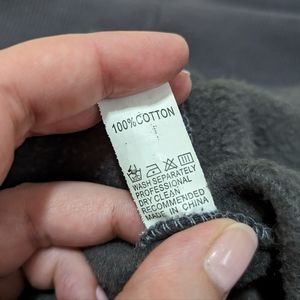 100%COTTON
WASH SEPARATELY
PROFESSIONAL
DRY CLEAN
RECOMMENDED
MADE IN CHINA